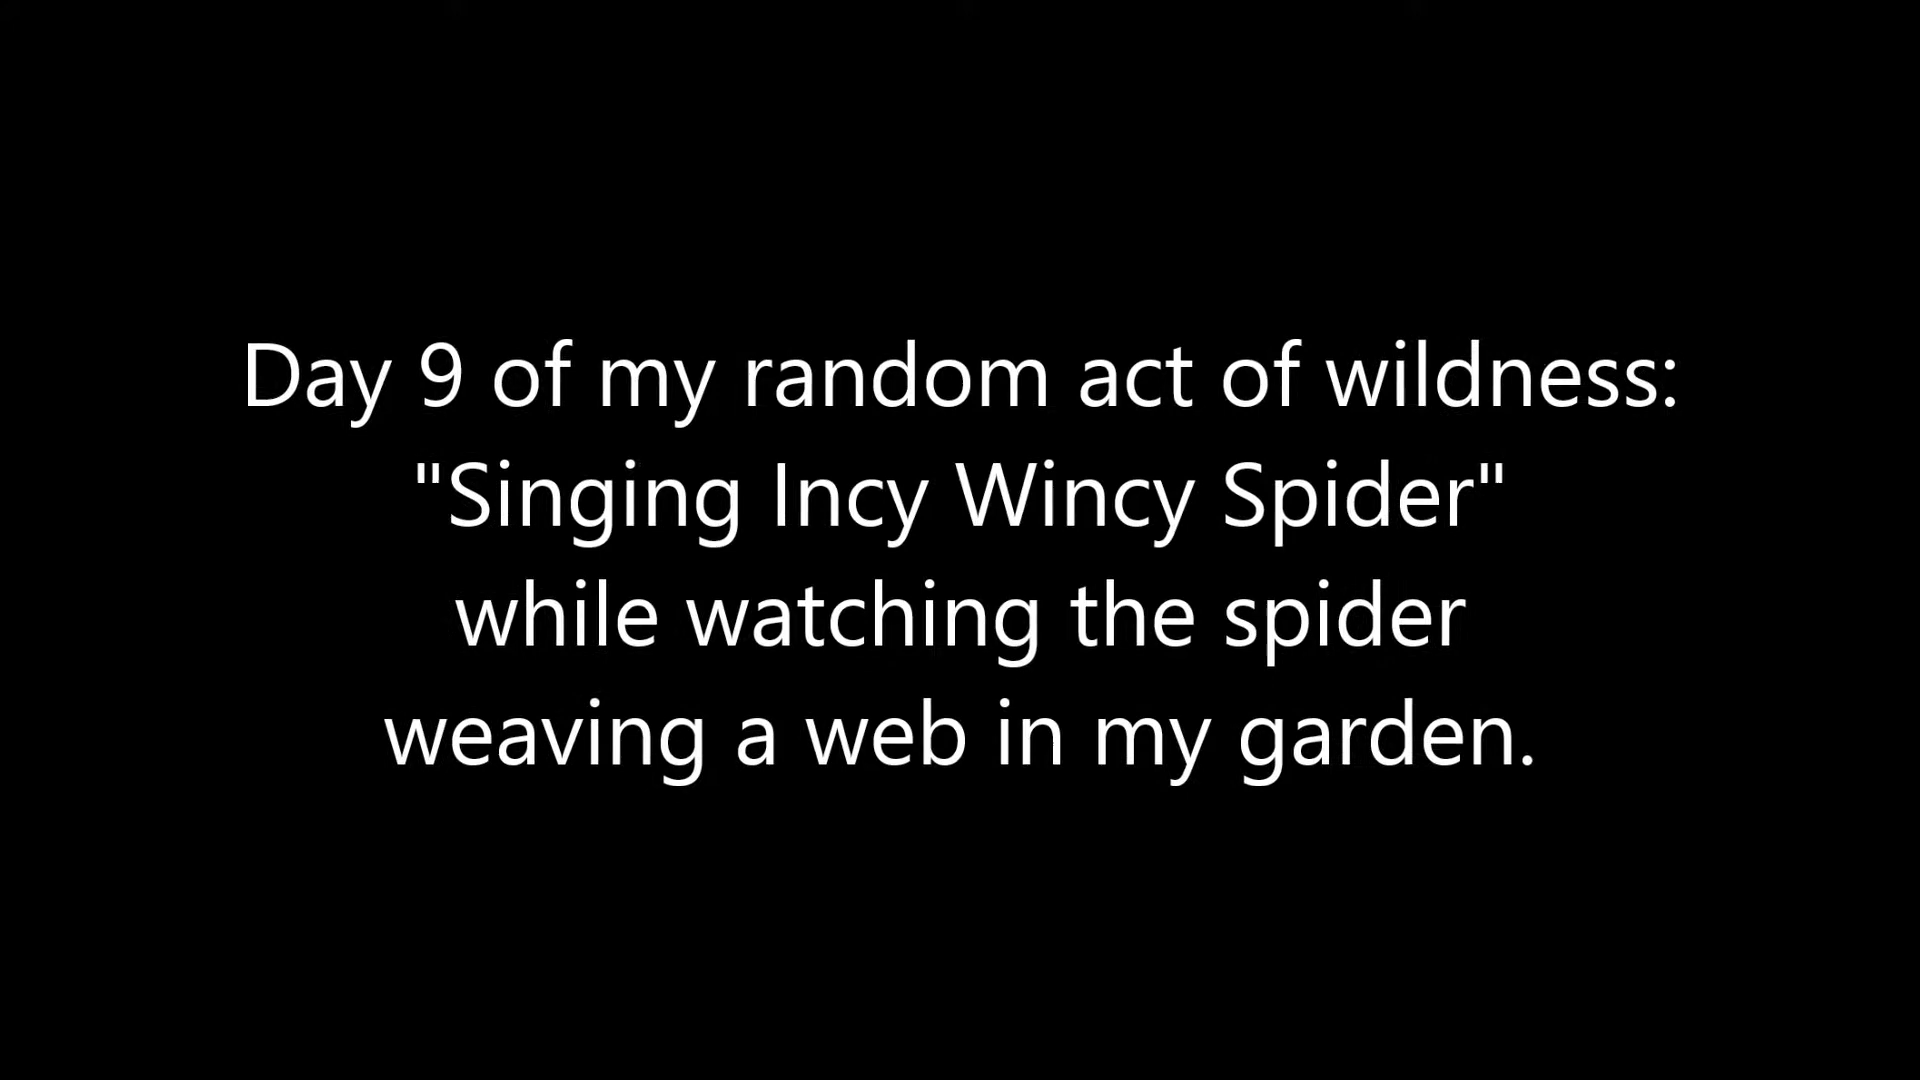 Day 9 of my random act of wildness:
"Singing Incy Wincy Spider"
while watching the spider
weaving a web in my garden.